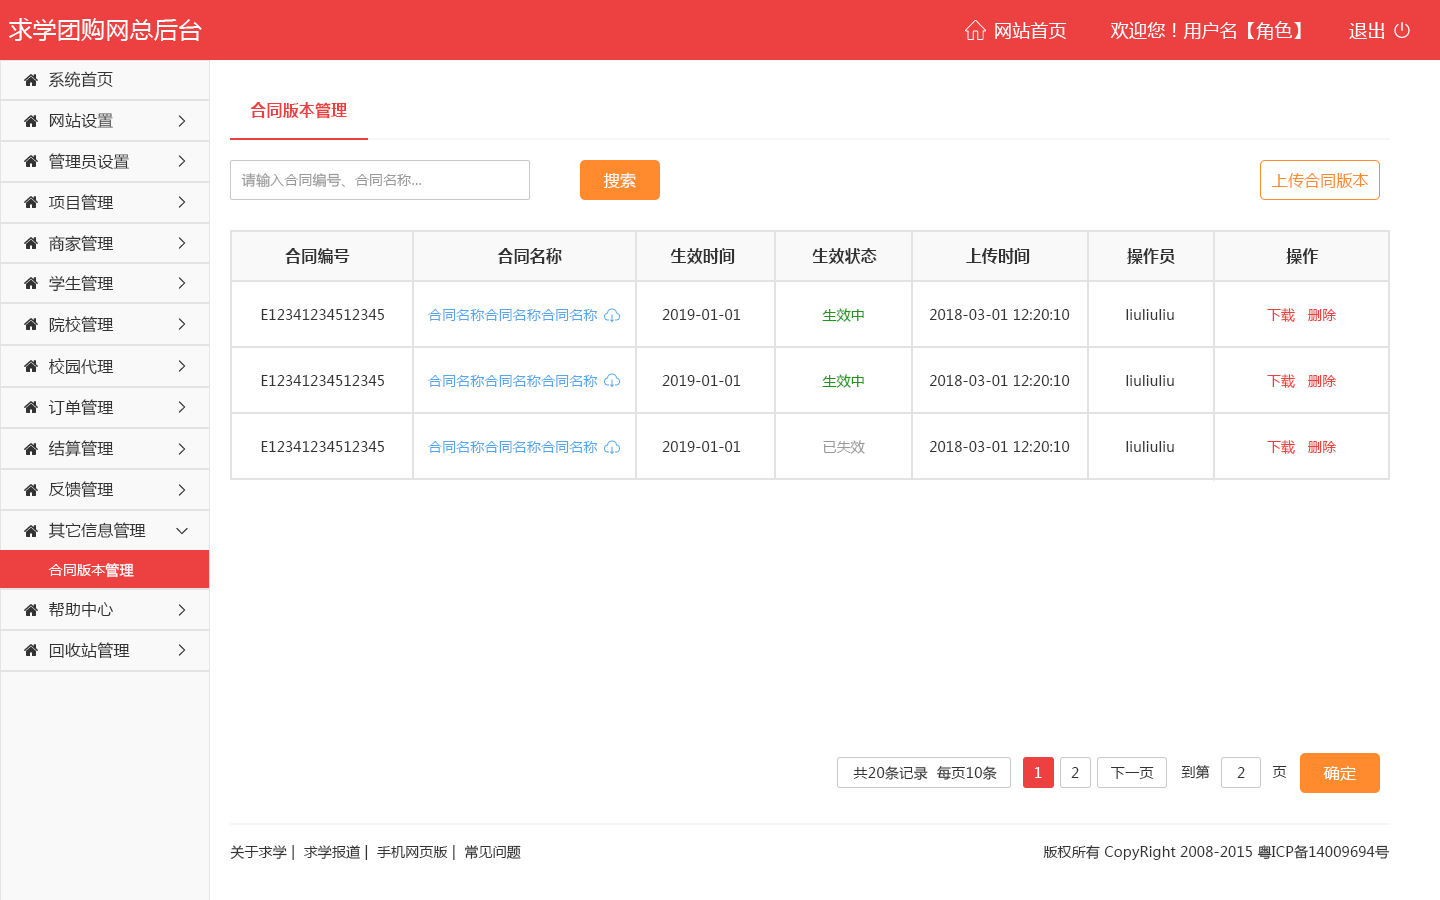 求学团购网总后台
网站首页
欢迎您！用户名【角色】
退出
系统首页
网站设置
管理员设置
项目管理
商家管理
学生管理
院校管理
校园代理
订单管理
结算管理
反馈管理
其它信息管理
合同版本管理
帮助中心
回收站管理
合同版本管理
请输入合同编号、合同名称...
搜索
上传合同版本
合同编号 合同名称 生效时间 生效状态 上传时间 操作员 操作
E12341234512345 合同名称合同名称合同名称 2019-01-01 生效中 2018-03-01 12:20:10 liuliuliu 下载 删除
E12341234512345 合同名称合同名称合同名称 2019-01-01 生效中 2018-03-01 12:20:10 liuliuliu 下载 删除
E12341234512345 合同名称合同名称合同名称 2019-01-01 已失效 2018-03-01 12:20:10 liuliuliu 下载 删除
共20条记录 每页10条 1 2 下一页 到第 2 页 确定
关于求学 | 求学报道 | 手机网页版 | 常见问题
版权所有 CopyRight 2008-2015 粤ICP备14009694号